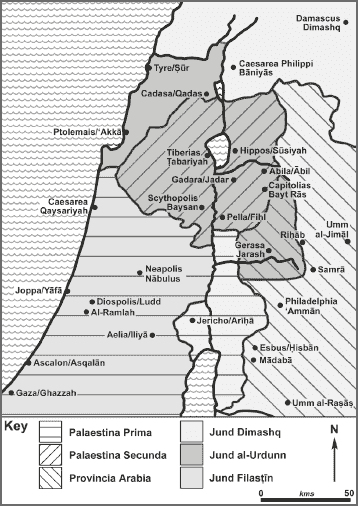 Damascus
Dimashq
Tyre/Ṣūr
Caesarea Philippi
Bāniyās
Cadasa/Qadas
Ptolemais/ʿAkkā
Tiberias/
Ṭabariyah
Hippos/Sūsiyah
Abila/Ābil
Gadara/Jadar
Capitolias
Bayt Rās
Caesarea
Qaysariyah
Scythopolis
Baysan
Pella/Fiḥl
Umm
al-Jimāl
Riḥāb
Gerasa
Jarash
Neapolis
Nābulus
Samrā
Joppa/Yāfā
Diospolis/Ludd
Al-Ramlah
Philadelphia
ʿAmmān
Jericho/Arīḥā
Aelia/Iliyā
Esbus/Ḥisbān
Mādabā
Ascalon/Asqalān
Gaza/Ghazzah
Umm al-Raṣāṣ
Key
Palaestina Prima
Jund Dimashq
N
Palaestina Secunda
Jund al-Urdunn
Provincia Arabia
Jund Filasṭīn
0 kms 50